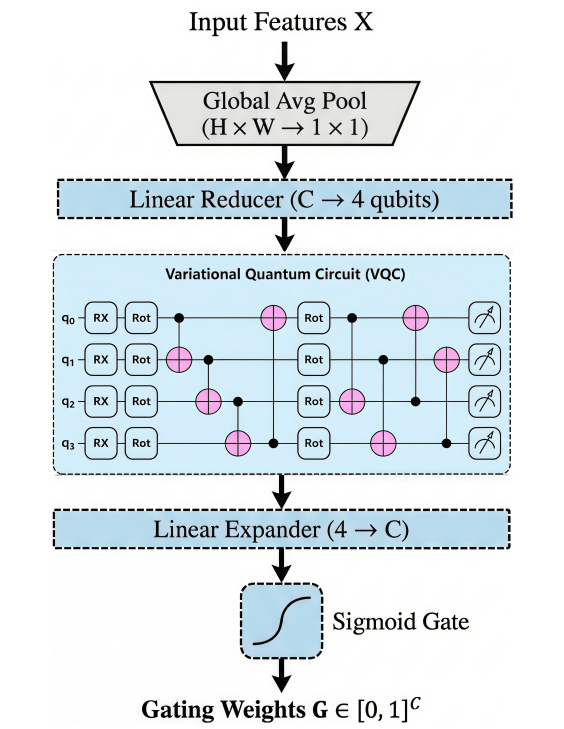 Input Features X
Global Avg Pool
(H × W → 1 × 1)
Linear Reducer (C → 4 qubits)
Variational Quantum Circuit (VQC)
q₀ RX Rot Rot
q₁ RX Rot Rot
q₂ RX Rot Rot
q₃ RX Rot Rot
Linear Expander (4 → C)
Sigmoid Gate
Gating Weights G ∈ [0, 1]ᶜ